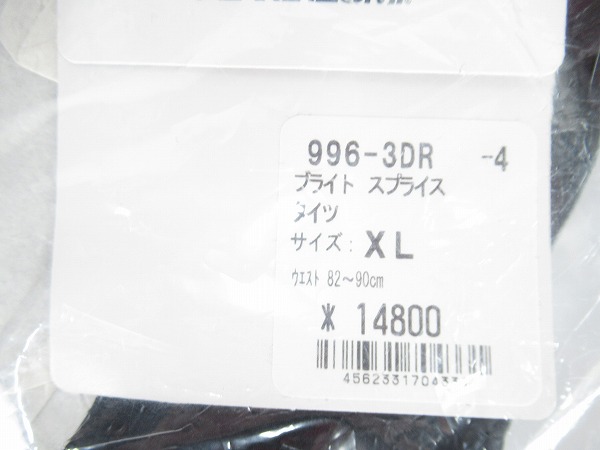 996-3DR -4
ブライト スプライス
タイツ
サイズ: XL
ウエスト 82~90cm
¥ 14800